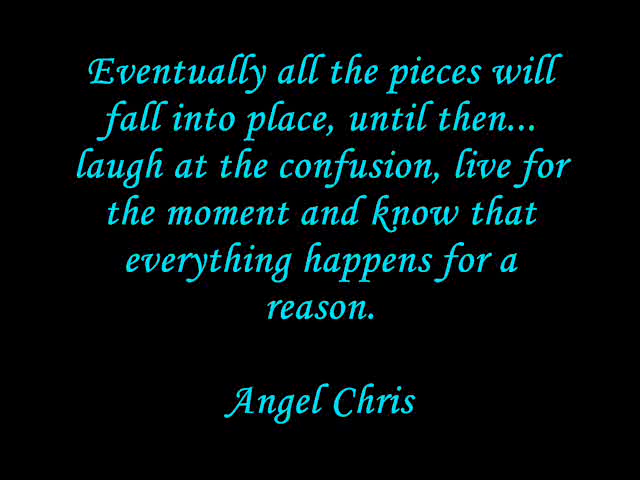 Eventually all the pieces will
fall into place, until then...
laugh at the confusion, live for
the moment and know that
everything happens for a
reason.
Angel Chris